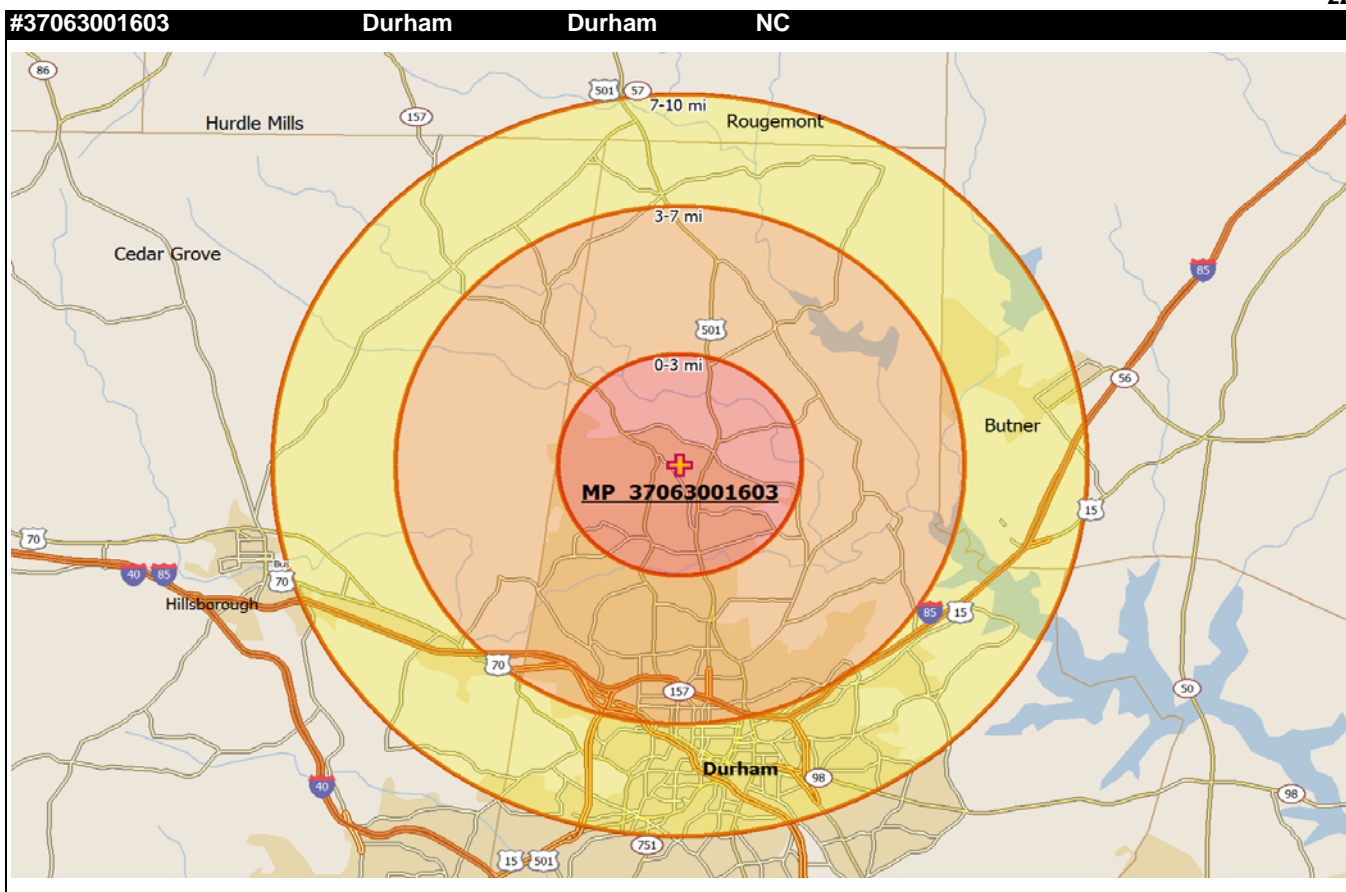 #37063001603 Durham Durham NC
86
501 57
7-10 mi
157
Hurdle Mills
Rougemont
3-7 mi
Cedar Grove
85
501
0-3 mi
56
Butner
MP 37063001603
15
70
40 85
70
Hillsborough
85 15
70
157
50
Durham
98
40
98
751
15 501